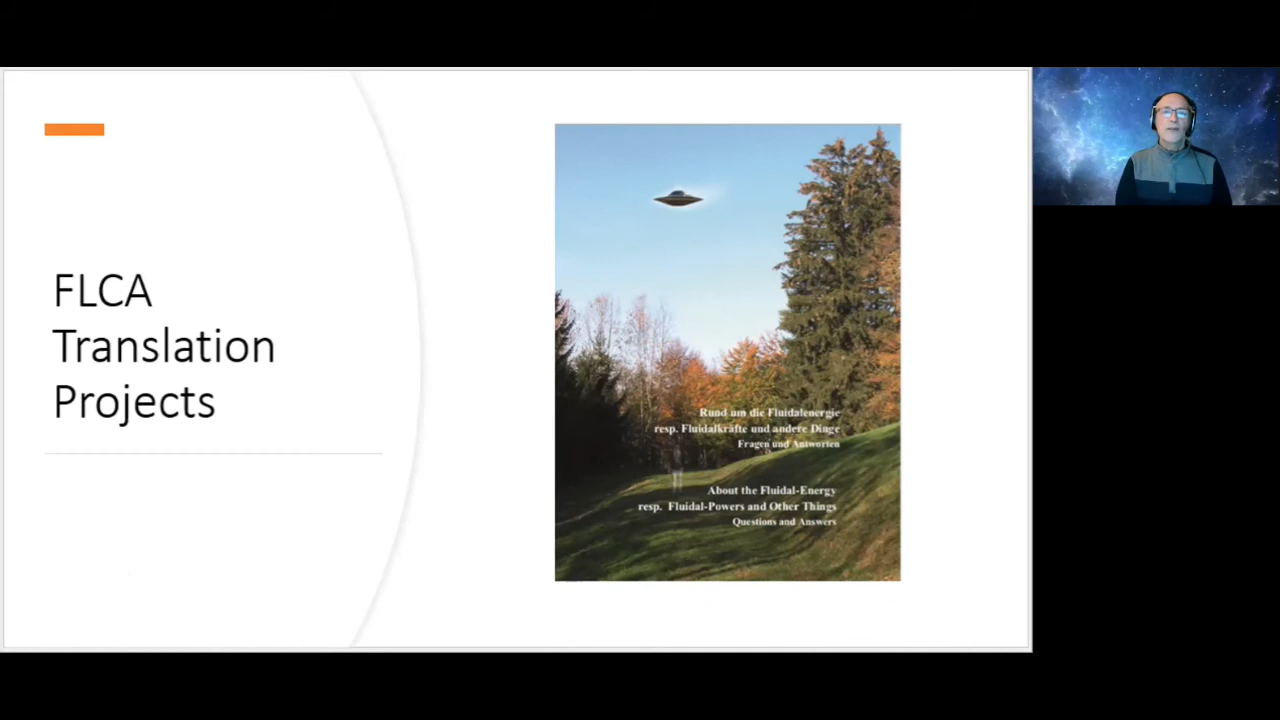 FLCA
Translation
Projects
Rund um die Fluidalenergie
resp. Fluidalkräfte und andere Dinge
Fragen und Antworten
About the Fluidal-Energy
resp. Fluidal-Powers and Other Things
Questions and Answers